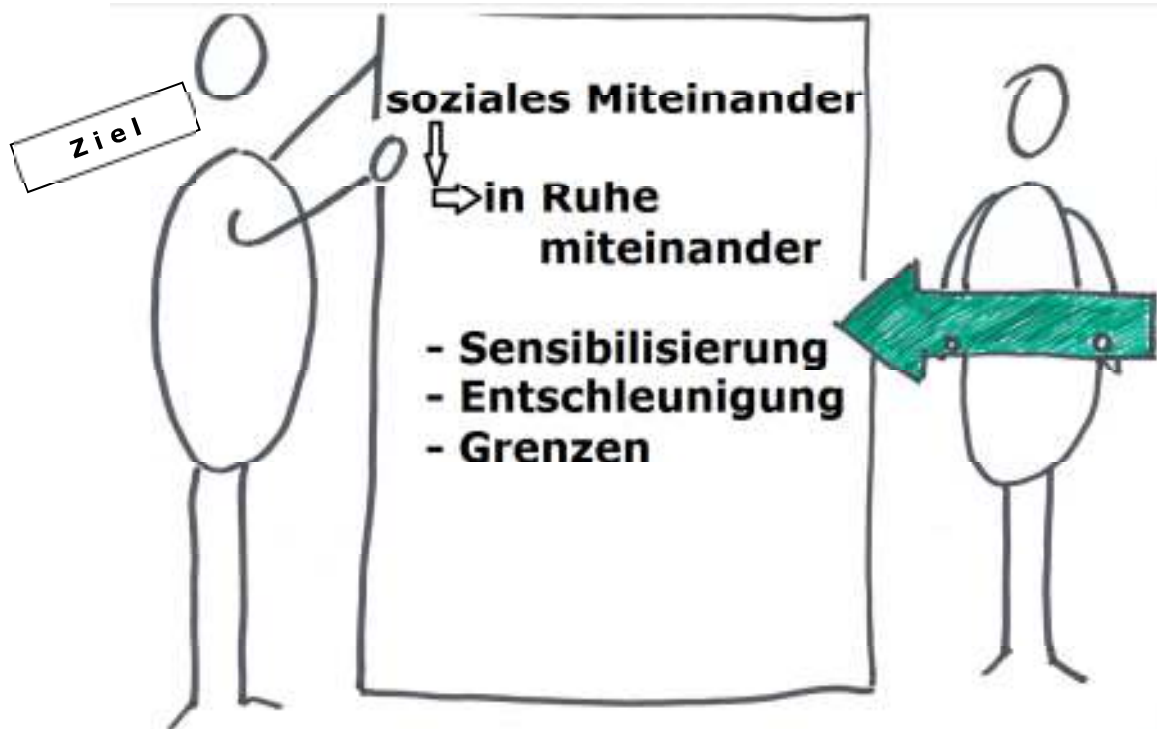 Ziel
soziales Miteinander
in Ruhe
miteinander
- Sensibilisierung
- Entschleunigung
- Grenzen